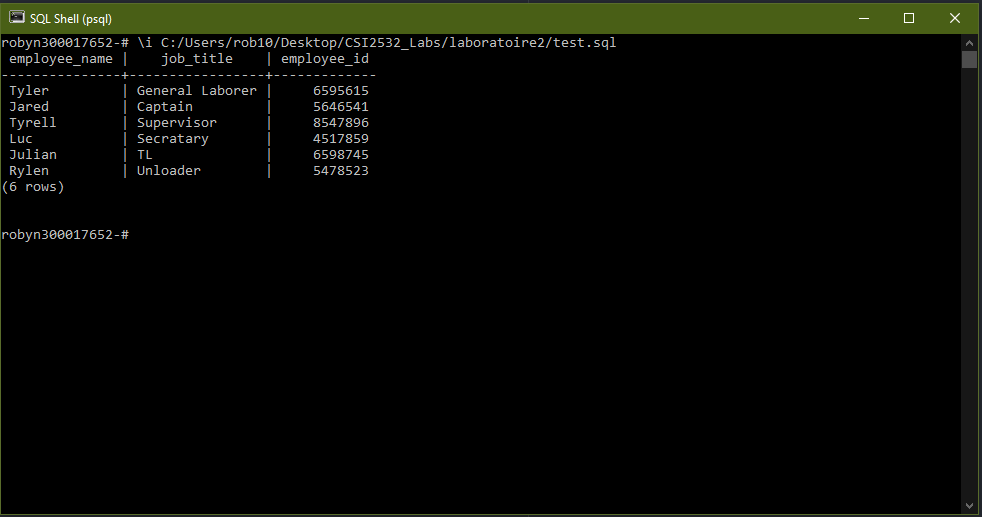 SQL Shell (psql)
robyn300017652-# \i C:/Users/rob10/Desktop/CSI2532_Labs/laboratoire2/test.sql
 employee_name |    job_title    | employee_id
---------------+-----------------+-------------
 Tyler         | General Laborer |     6595615
 Jared         | Captain         |     5646541
 Tyrell        | Supervisor      |     8547896
 Luc           | Secratary       |     4517859
 Julian        | TL              |     6598745
 Rylen         | Unloader        |     5478523
(6 rows)
robyn300017652-#